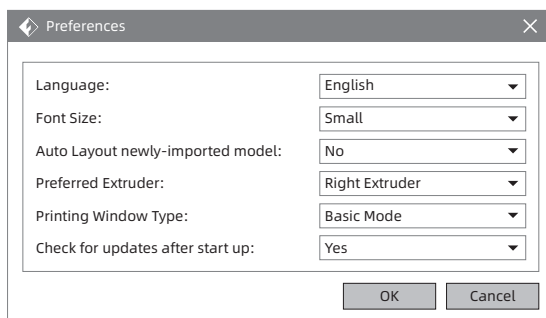 Preferences
Language: English
Font Size: Small
Auto Layout newly-imported model: No
Preferred Extruder: Right Extruder
Printing Window Type: Basic Mode
Check for updates after start up: Yes
OK Cancel